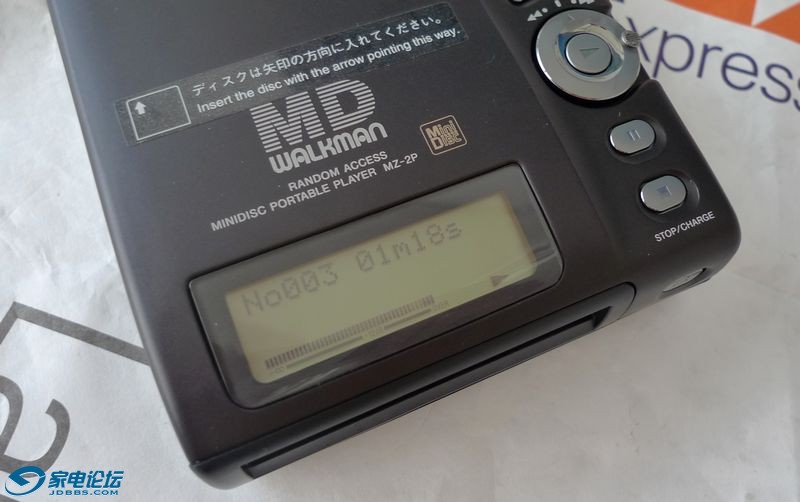 ディスクは矢印の方向に入れてください。
Insert the disc with the arrow pointing this way.
MD
WALKMAN
Mini
DISC
RANDOM ACCESS
MINIDISC PORTABLE PLAYER MZ-2P
No003 01m18s
OVER
STOP/CHARGE
express
家电论坛
JDBBS.COM